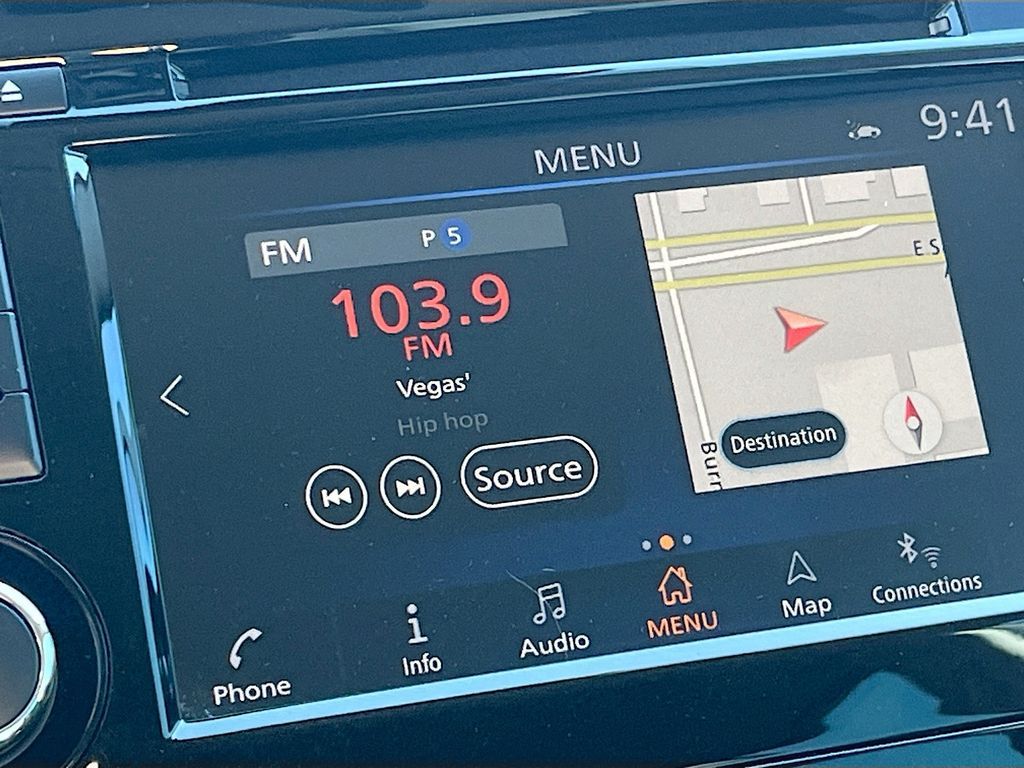 9:41
MENU
FM P 5
103.9
FM
Vegas'
Hip hop
Source
E S
Destination
Burr
Phone
Info
Audio
MENU
Map
Connections